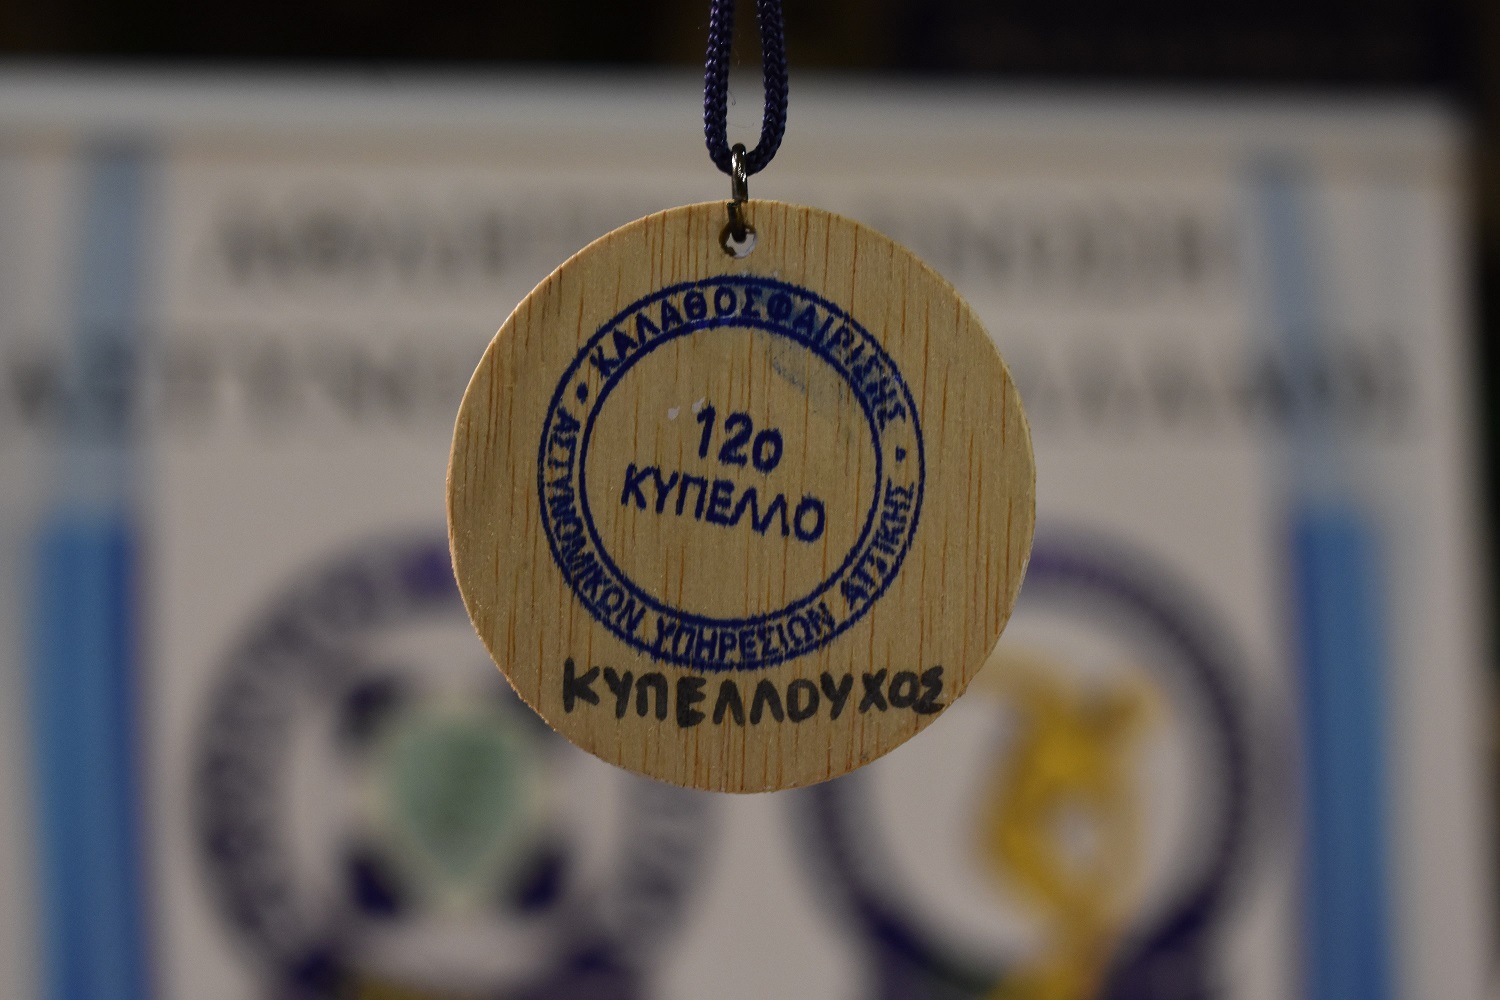 ΚΑΛΑΘΟΣΦΑΙΡΙΣΗΣ
12ο
ΚΥΠΕΛΛΟ
ΑΣΤΥΝΟΜΙΚΩΝ ΥΠΗΡΕΣΙΩΝ ΑΤΤΙΚΗΣ
ΚΥΠΕΛΛΟΥΧΟΣ